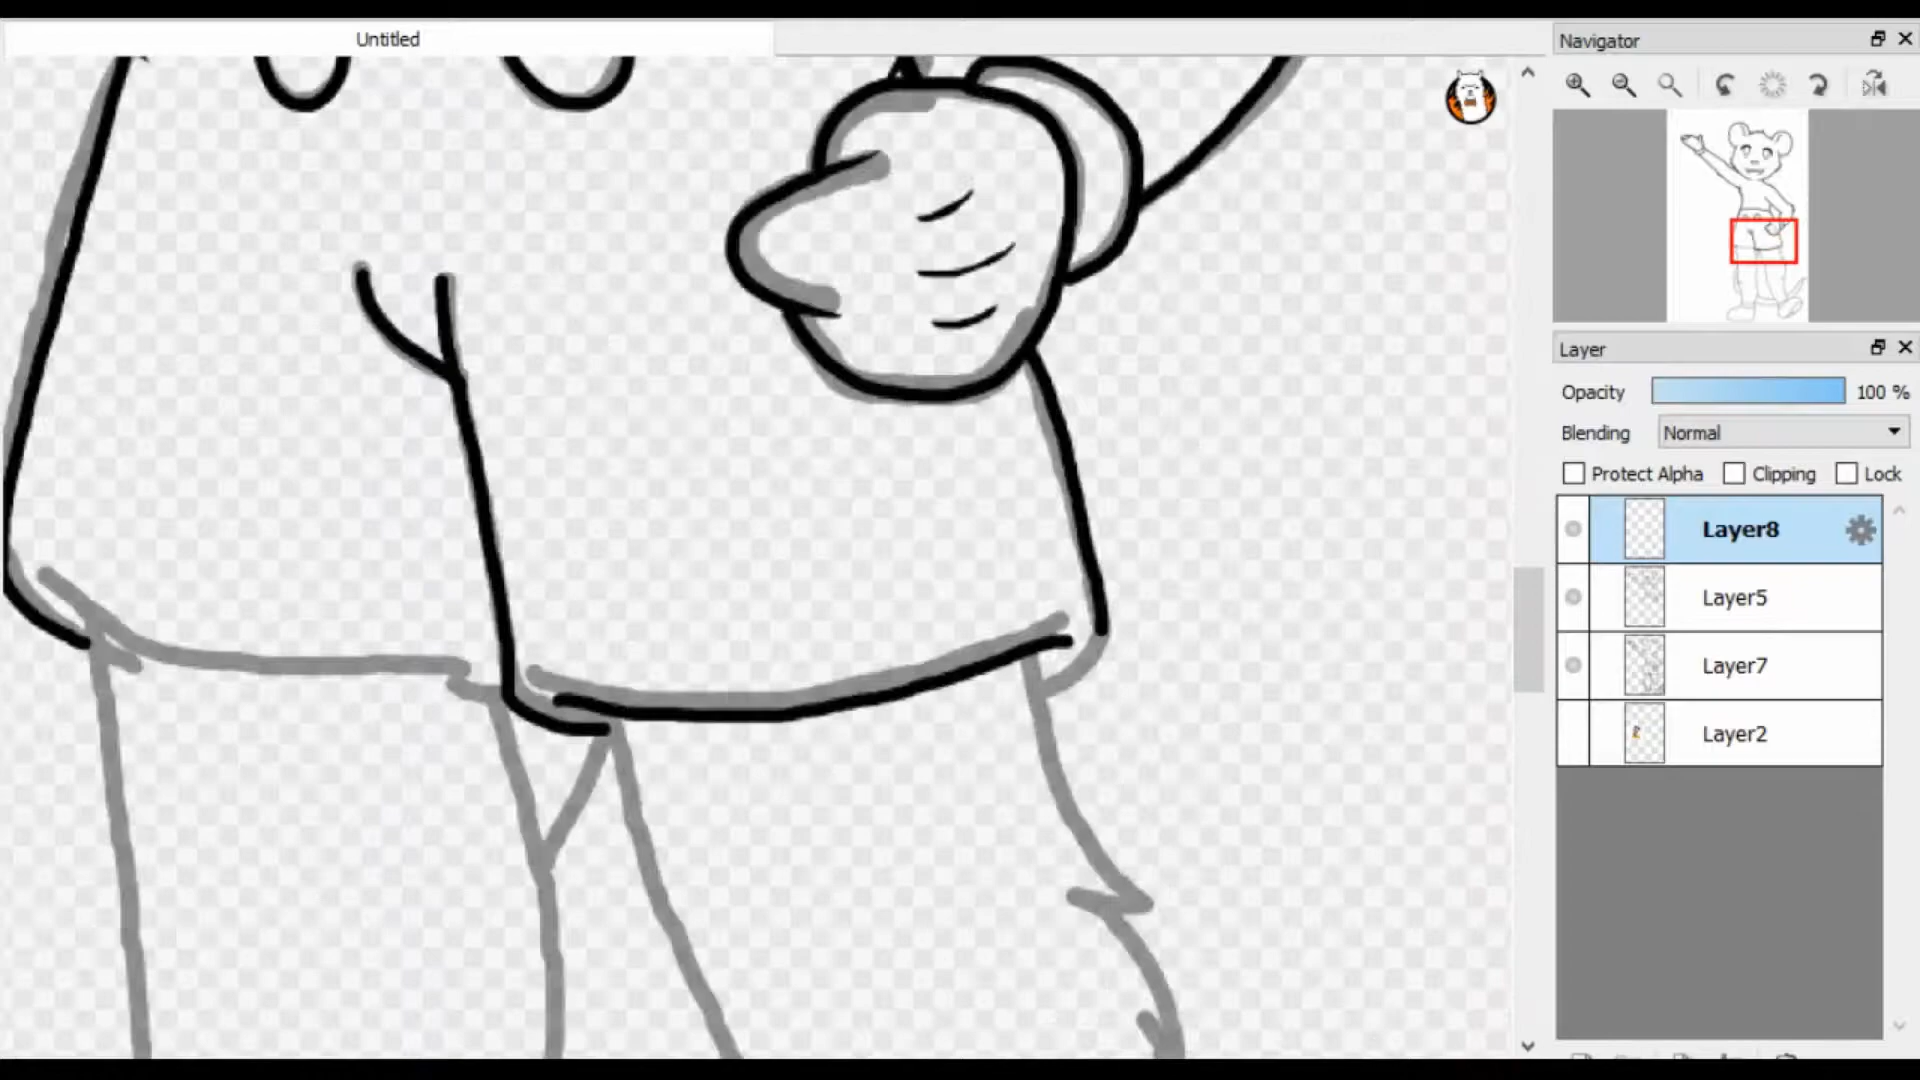 Untitled
Navigator
Layer
Opacity 100 %
Blending Normal
Protect Alpha Clipping Lock
Layer8
Layer5
Layer7
Layer2